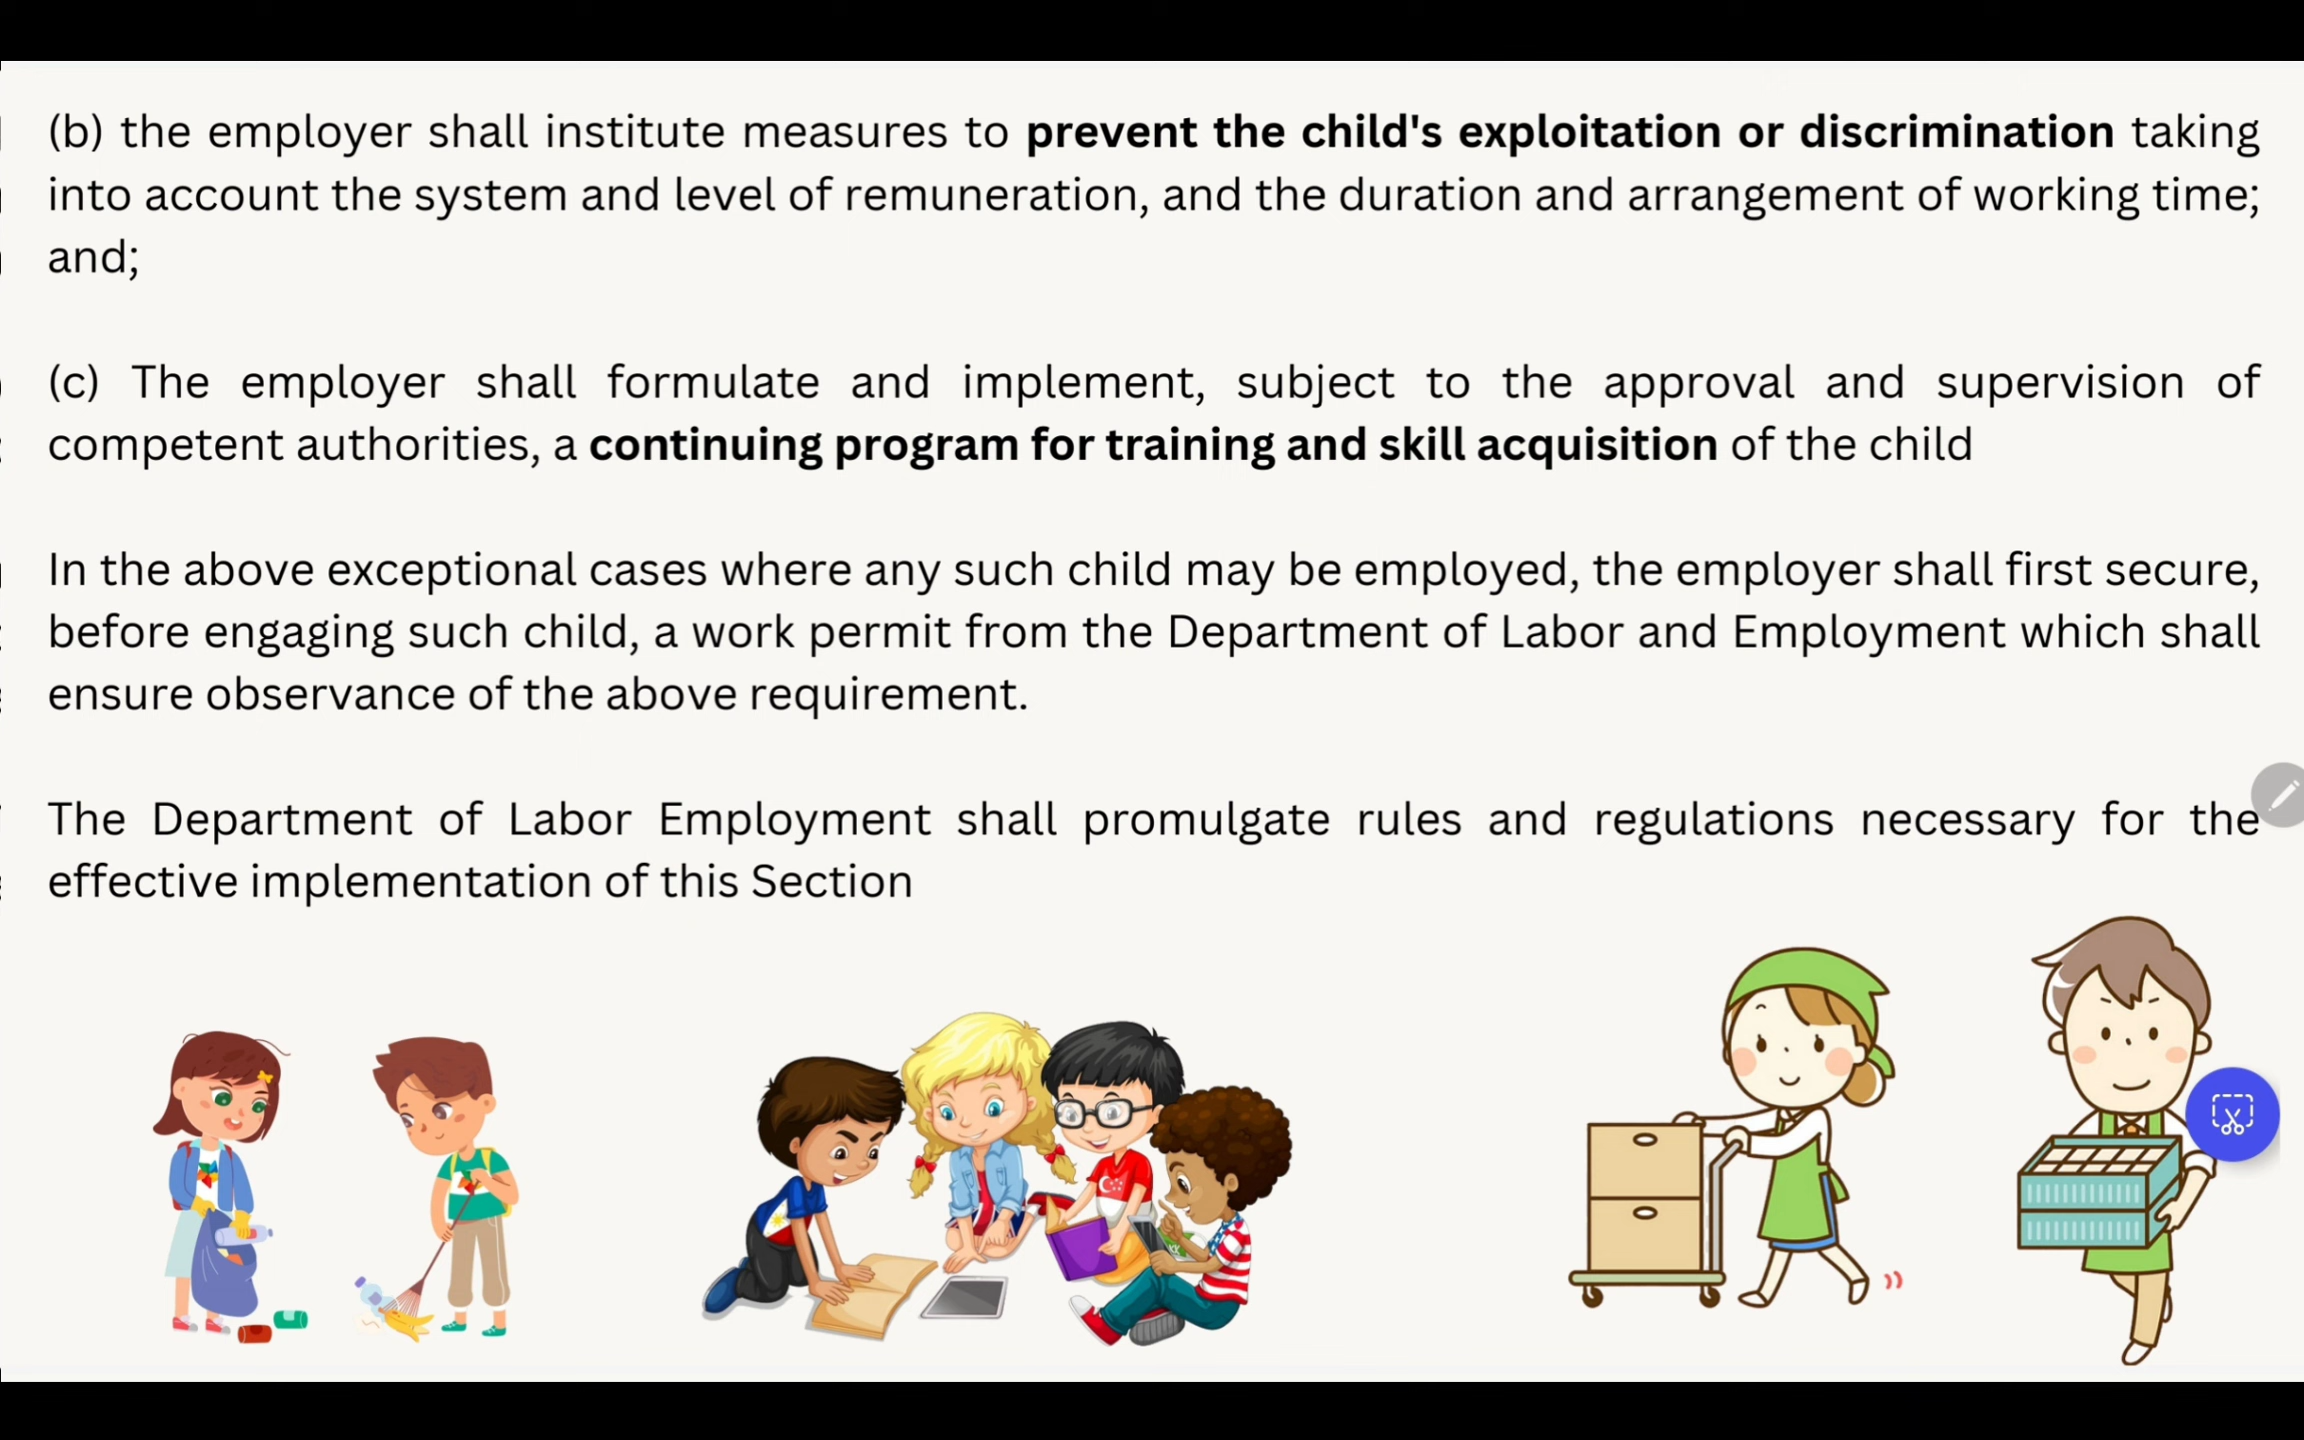 (b) the employer shall institute measures to prevent the child's exploitation or discrimination taking
into account the system and level of remuneration, and the duration and arrangement of working time;
and;
(c) The employer shall formulate and implement, subject to the approval and supervision of
competent authorities, a continuing program for training and skill acquisition of the child
In the above exceptional cases where any such child may be employed, the employer shall first secure,
before engaging such child, a work permit from the Department of Labor and Employment which shall
ensure observance of the above requirement.
The Department of Labor Employment shall promulgate rules and regulations necessary for the
effective implementation of this Section